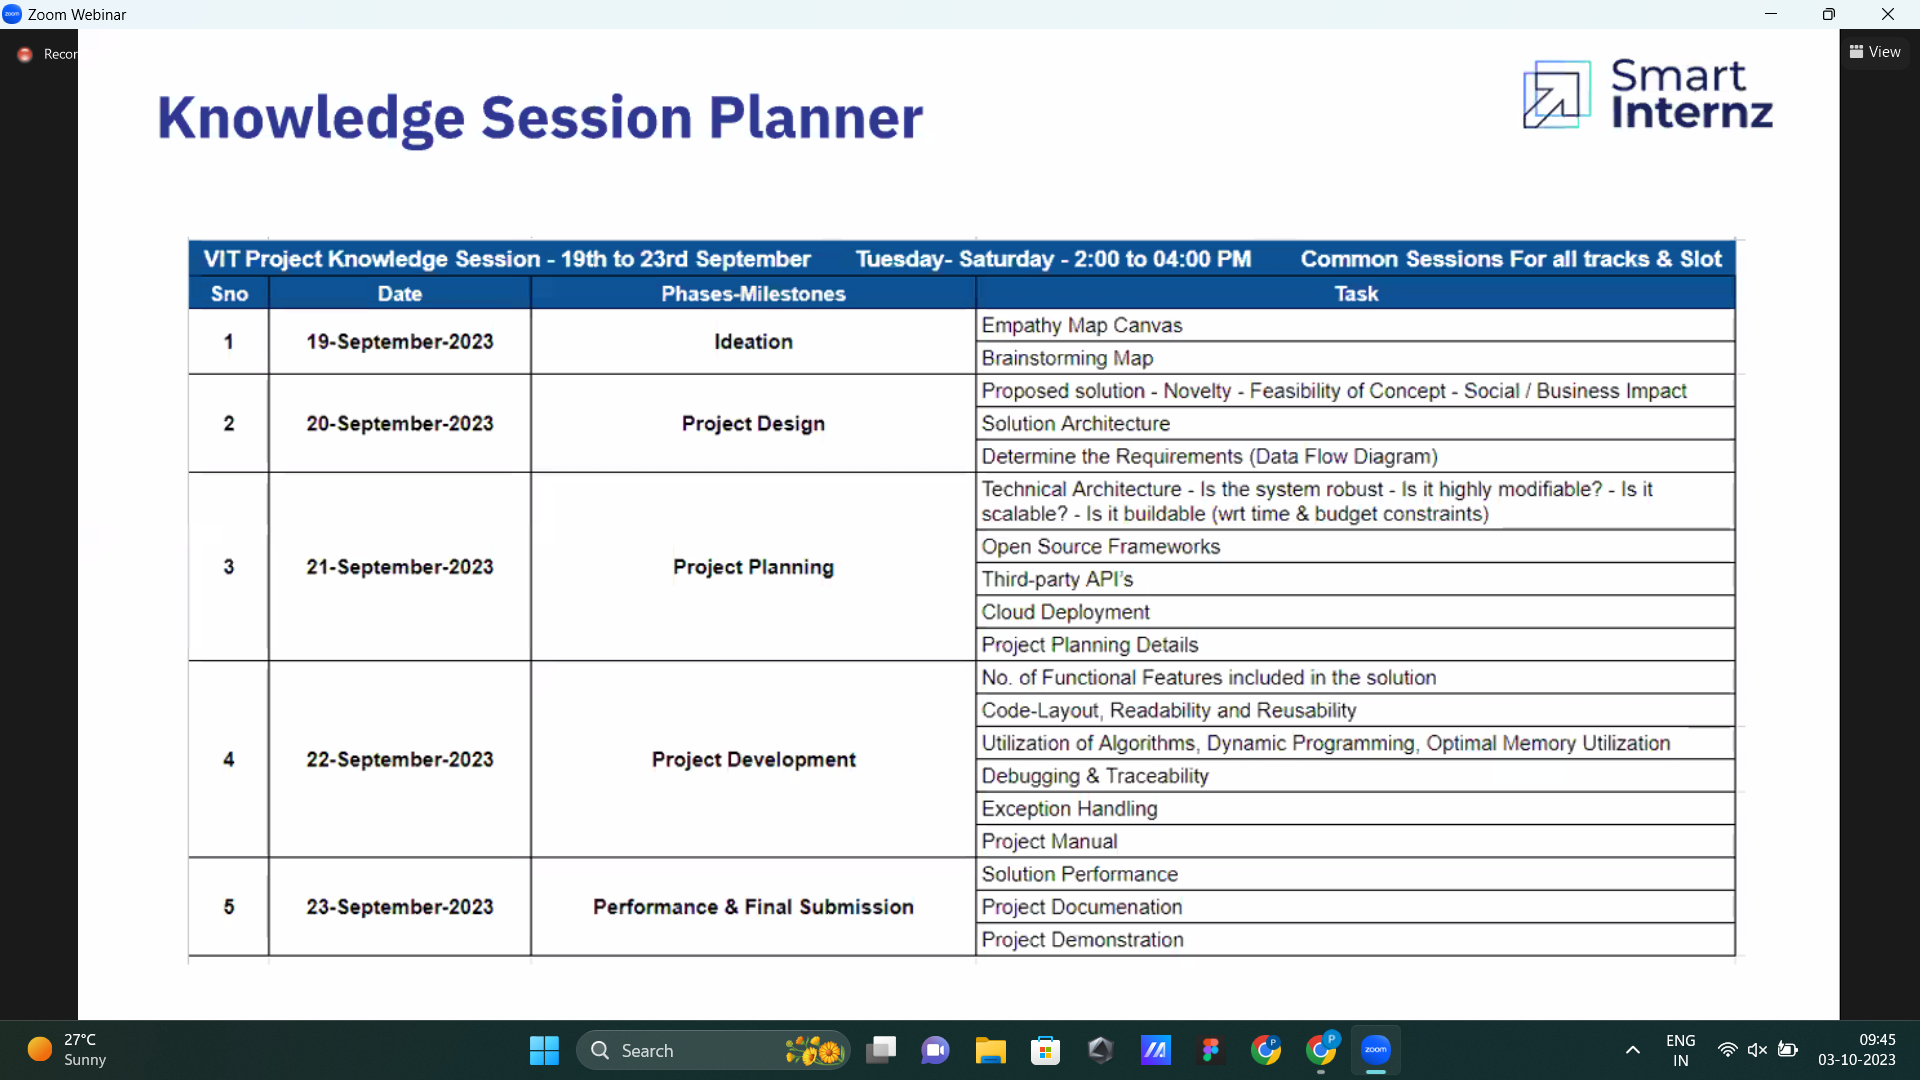 Zoom Webinar
Recor
View
Knowledge Session Planner
Smart
Internz
VIT Project Knowledge Session - 19th to 23rd September Tuesday- Saturday - 2:00 to 04:00 PM Common Sessions For all tracks & Slot
Sno Date Phases-Milestones Task
1 19-September-2023 Ideation
Empathy Map Canvas
Brainstorming Map
2 20-September-2023 Project Design
Proposed solution - Novelty - Feasibility of Concept - Social / Business Impact
Solution Architecture
Determine the Requirements (Data Flow Diagram)
3 21-September-2023 Project Planning
Technical Architecture - Is the system robust - Is it highly modifiable? - Is it
scalable? - Is it buildable (wrt time & budget constraints)
Open Source Frameworks
Third-party API's
Cloud Deployment
Project Planning Details
4 22-September-2023 Project Development
No. of Functional Features included in the solution
Code-Layout, Readability and Reusability
Utilization of Algorithms, Dynamic Programming, Optimal Memory Utilization
Debugging & Traceability
Exception Handling
Project Manual
5 23-September-2023 Performance & Final Submission
Solution Performance
Project Documenation
Project Demonstration
27°C
Sunny
Search
P
P
zoom
ENG
IN
09:45
03-10-2023